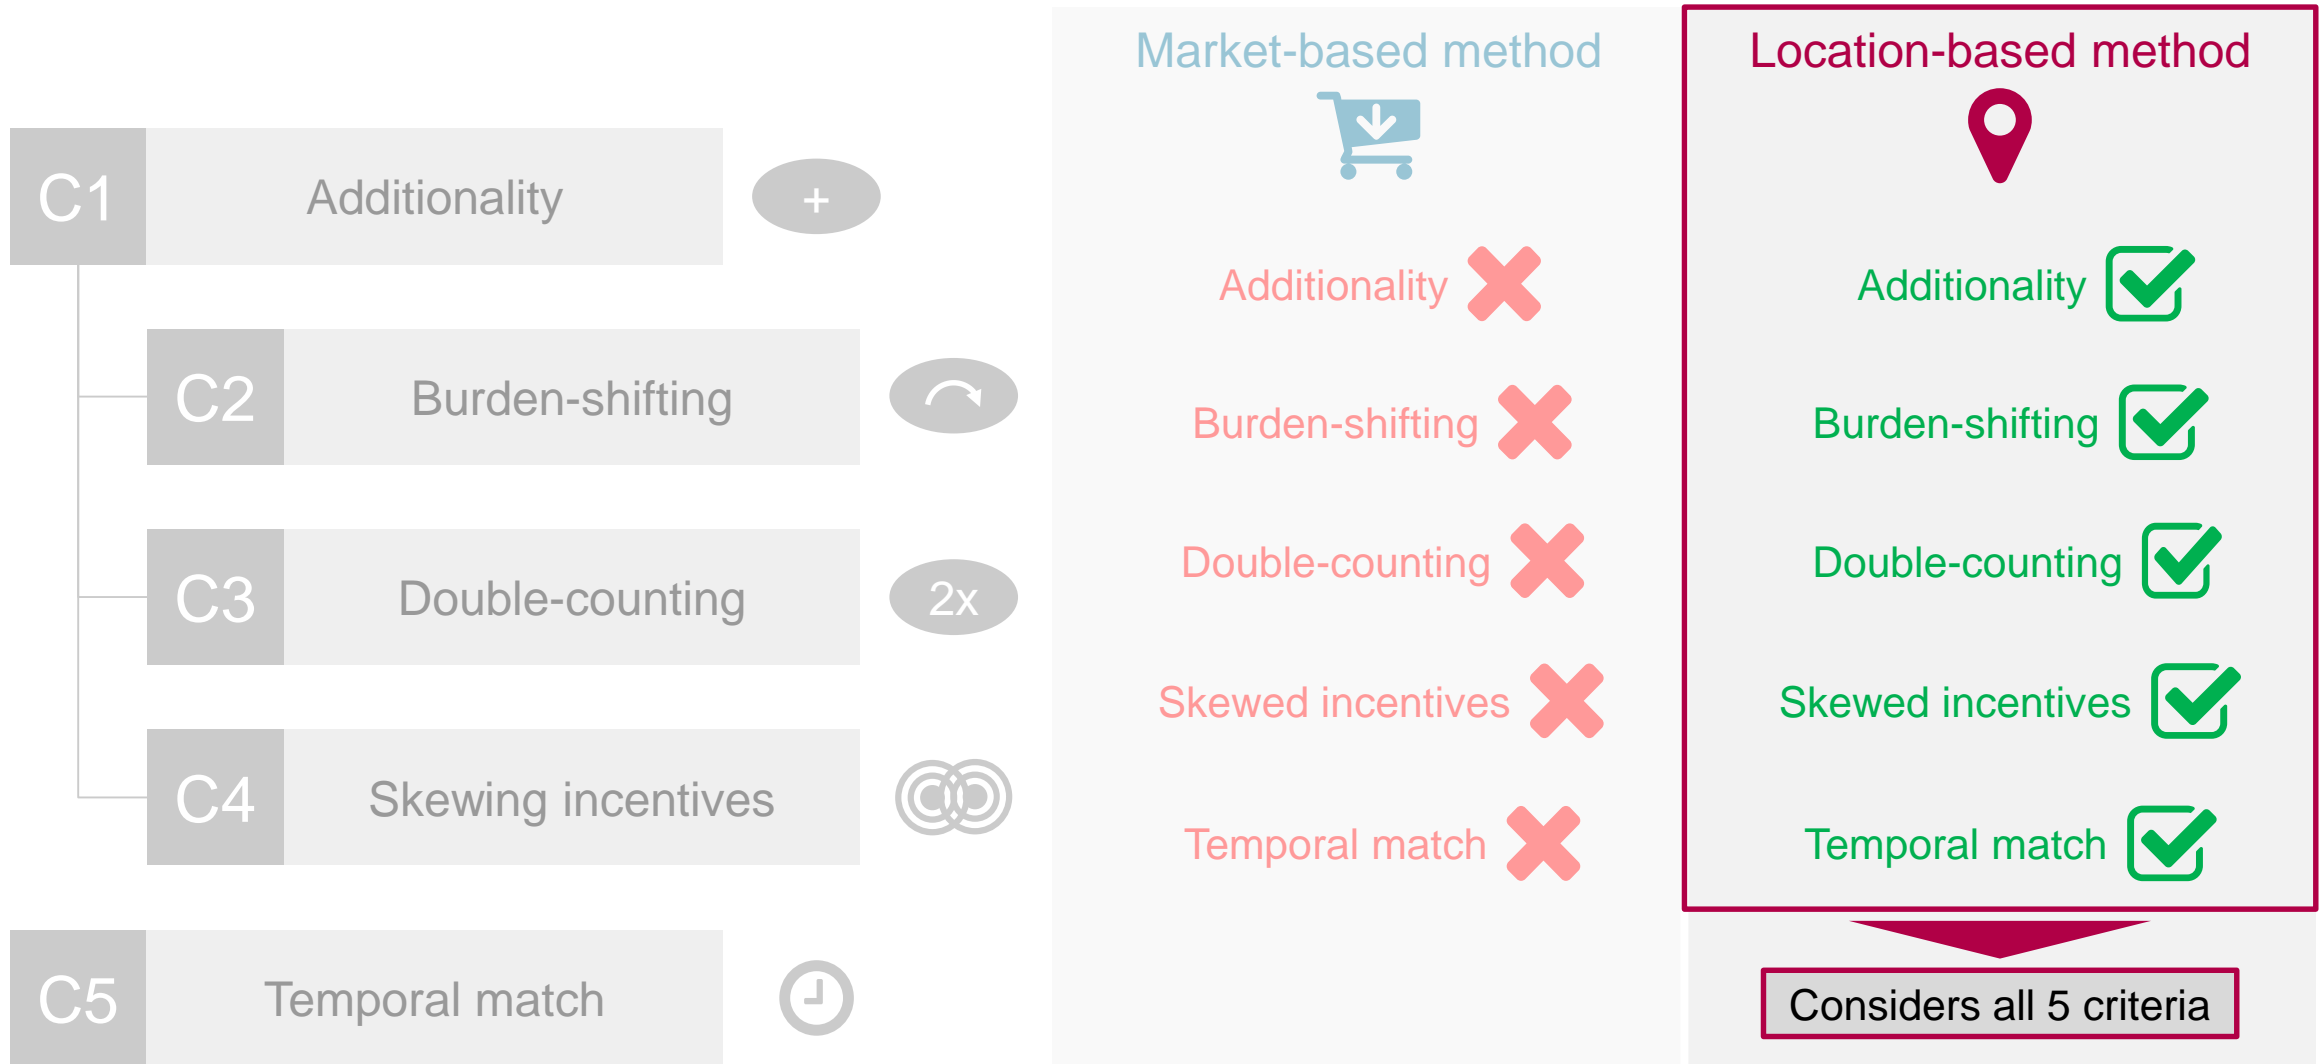 C1
Additionality
+
C2
Burden-shifting
C3
Double-counting
2x
C4
Skewing incentives
C5
Temporal match
Market-based method
Additionality
Burden-shifting
Double-counting
Skewed incentives
Temporal match
Location-based method
Additionality
Burden-shifting
Double-counting
Skewed incentives
Temporal match
Considers all 5 criteria